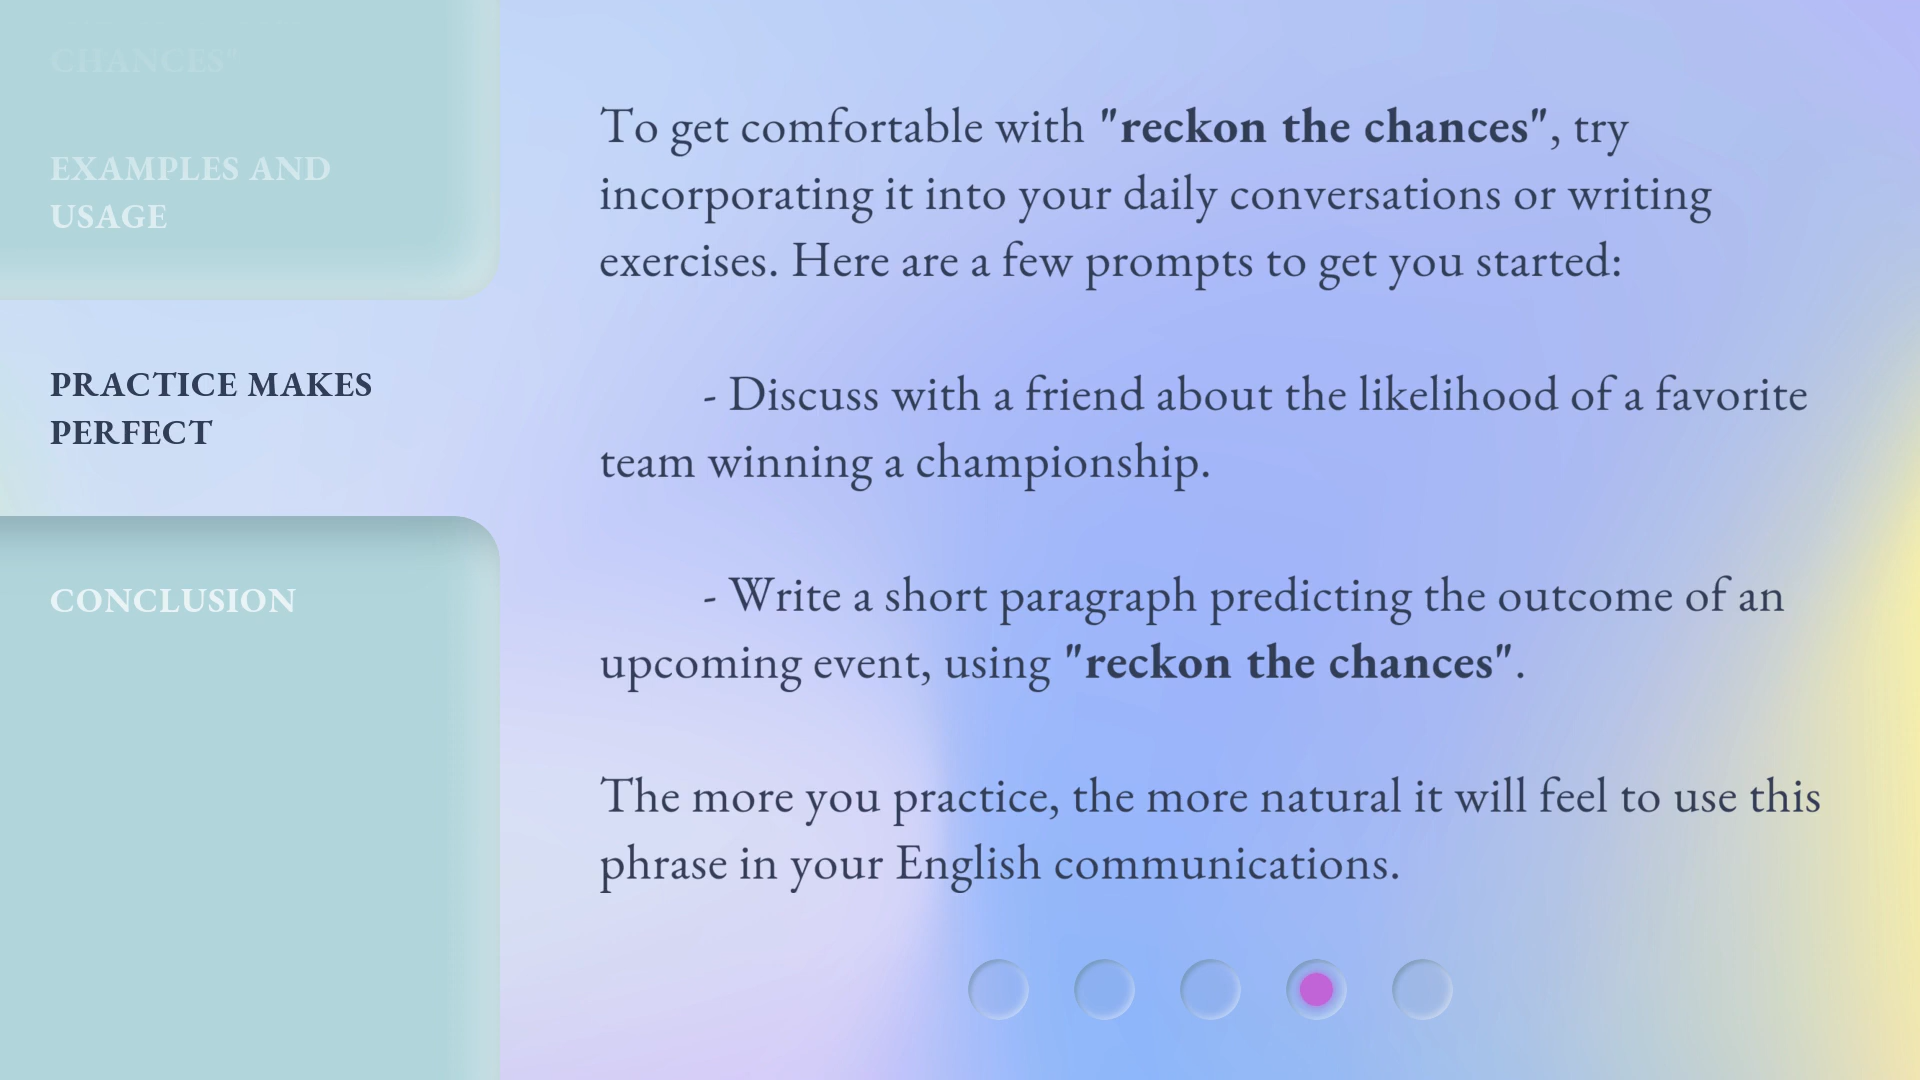 CHANCES"
EXAMPLES AND
USAGE
PRACTICE MAKES
PERFECT
CONCLUSION
To get comfortable with "reckon the chances", try
incorporating it into your daily conversations or writing
exercises. Here are a few prompts to get you started:
- Discuss with a friend about the likelihood of a favorite
team winning a championship.
- Write a short paragraph predicting the outcome of an
upcoming event, using "reckon the chances".
The more you practice, the more natural it will feel to use this
phrase in your English communications.